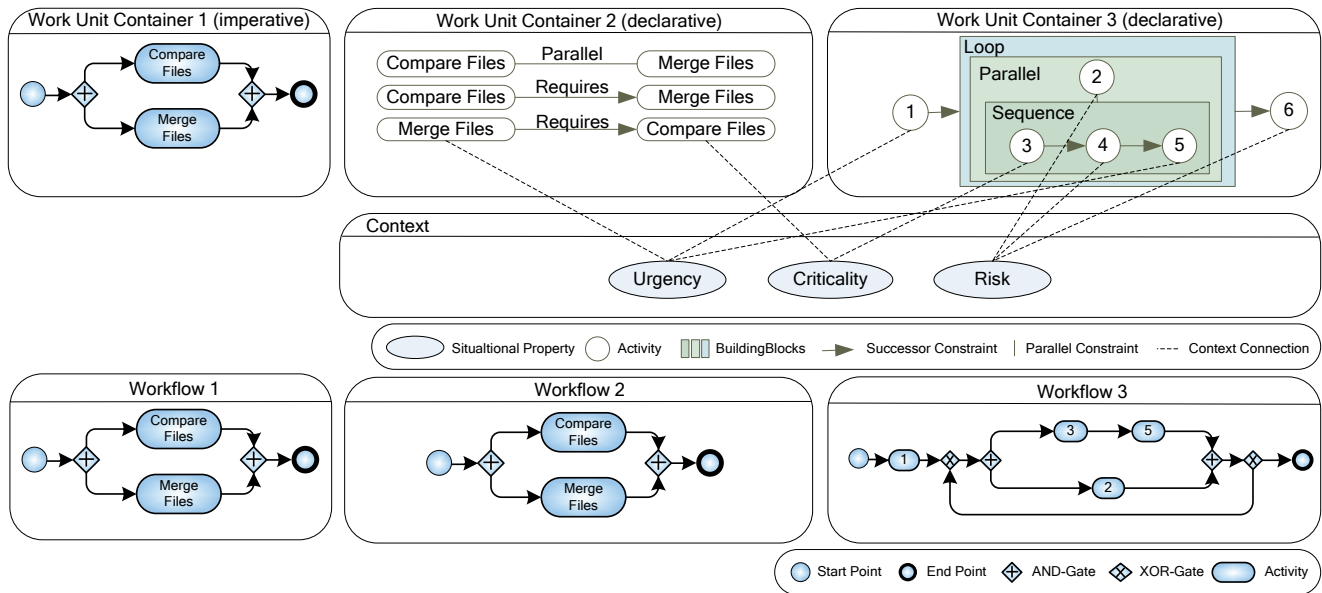 Work Unit Container 1 (imperative)
Compare
Files
Merge
Files
Work Unit Container 2 (declarative)
Compare Files Parallel Merge Files
Compare Files Requires Merge Files
Merge Files Requires Compare Files
Work Unit Container 3 (declarative)
Loop
Parallel
2
1
6
Sequence
3 4 5
Context
Urgency Criticality Risk
Situaltional Property Activity BuildingBlocks Successor Constraint Parallel Constraint Context Connection
Workflow 1
Compare
Files
Merge
Files
Workflow 2
Compare
Files
Merge
Files
Workflow 3
3 5
1
2
Start Point End Point AND-Gate XOR-Gate Activity